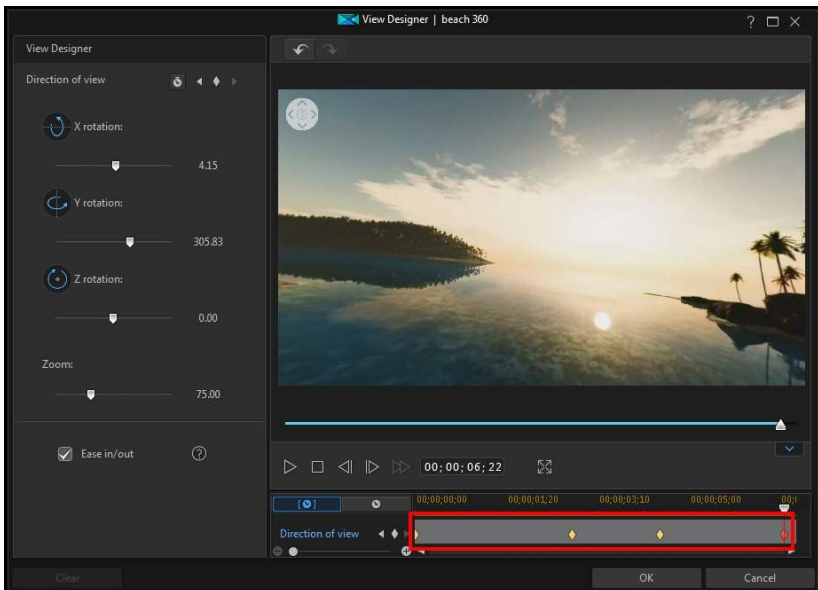 View Designer | beach 360
?
View Designer
Direction of view
X rotation:
4.15
Y rotation:
305.83
Z rotation:
0.00
Zoom:
75.00
Ease in/out
?
00; 00; 06; 22
00;00;00;00 00;00;01;20 00;00;03;10 00;00;05;00
Direction of view
Clear
OK
Cancel